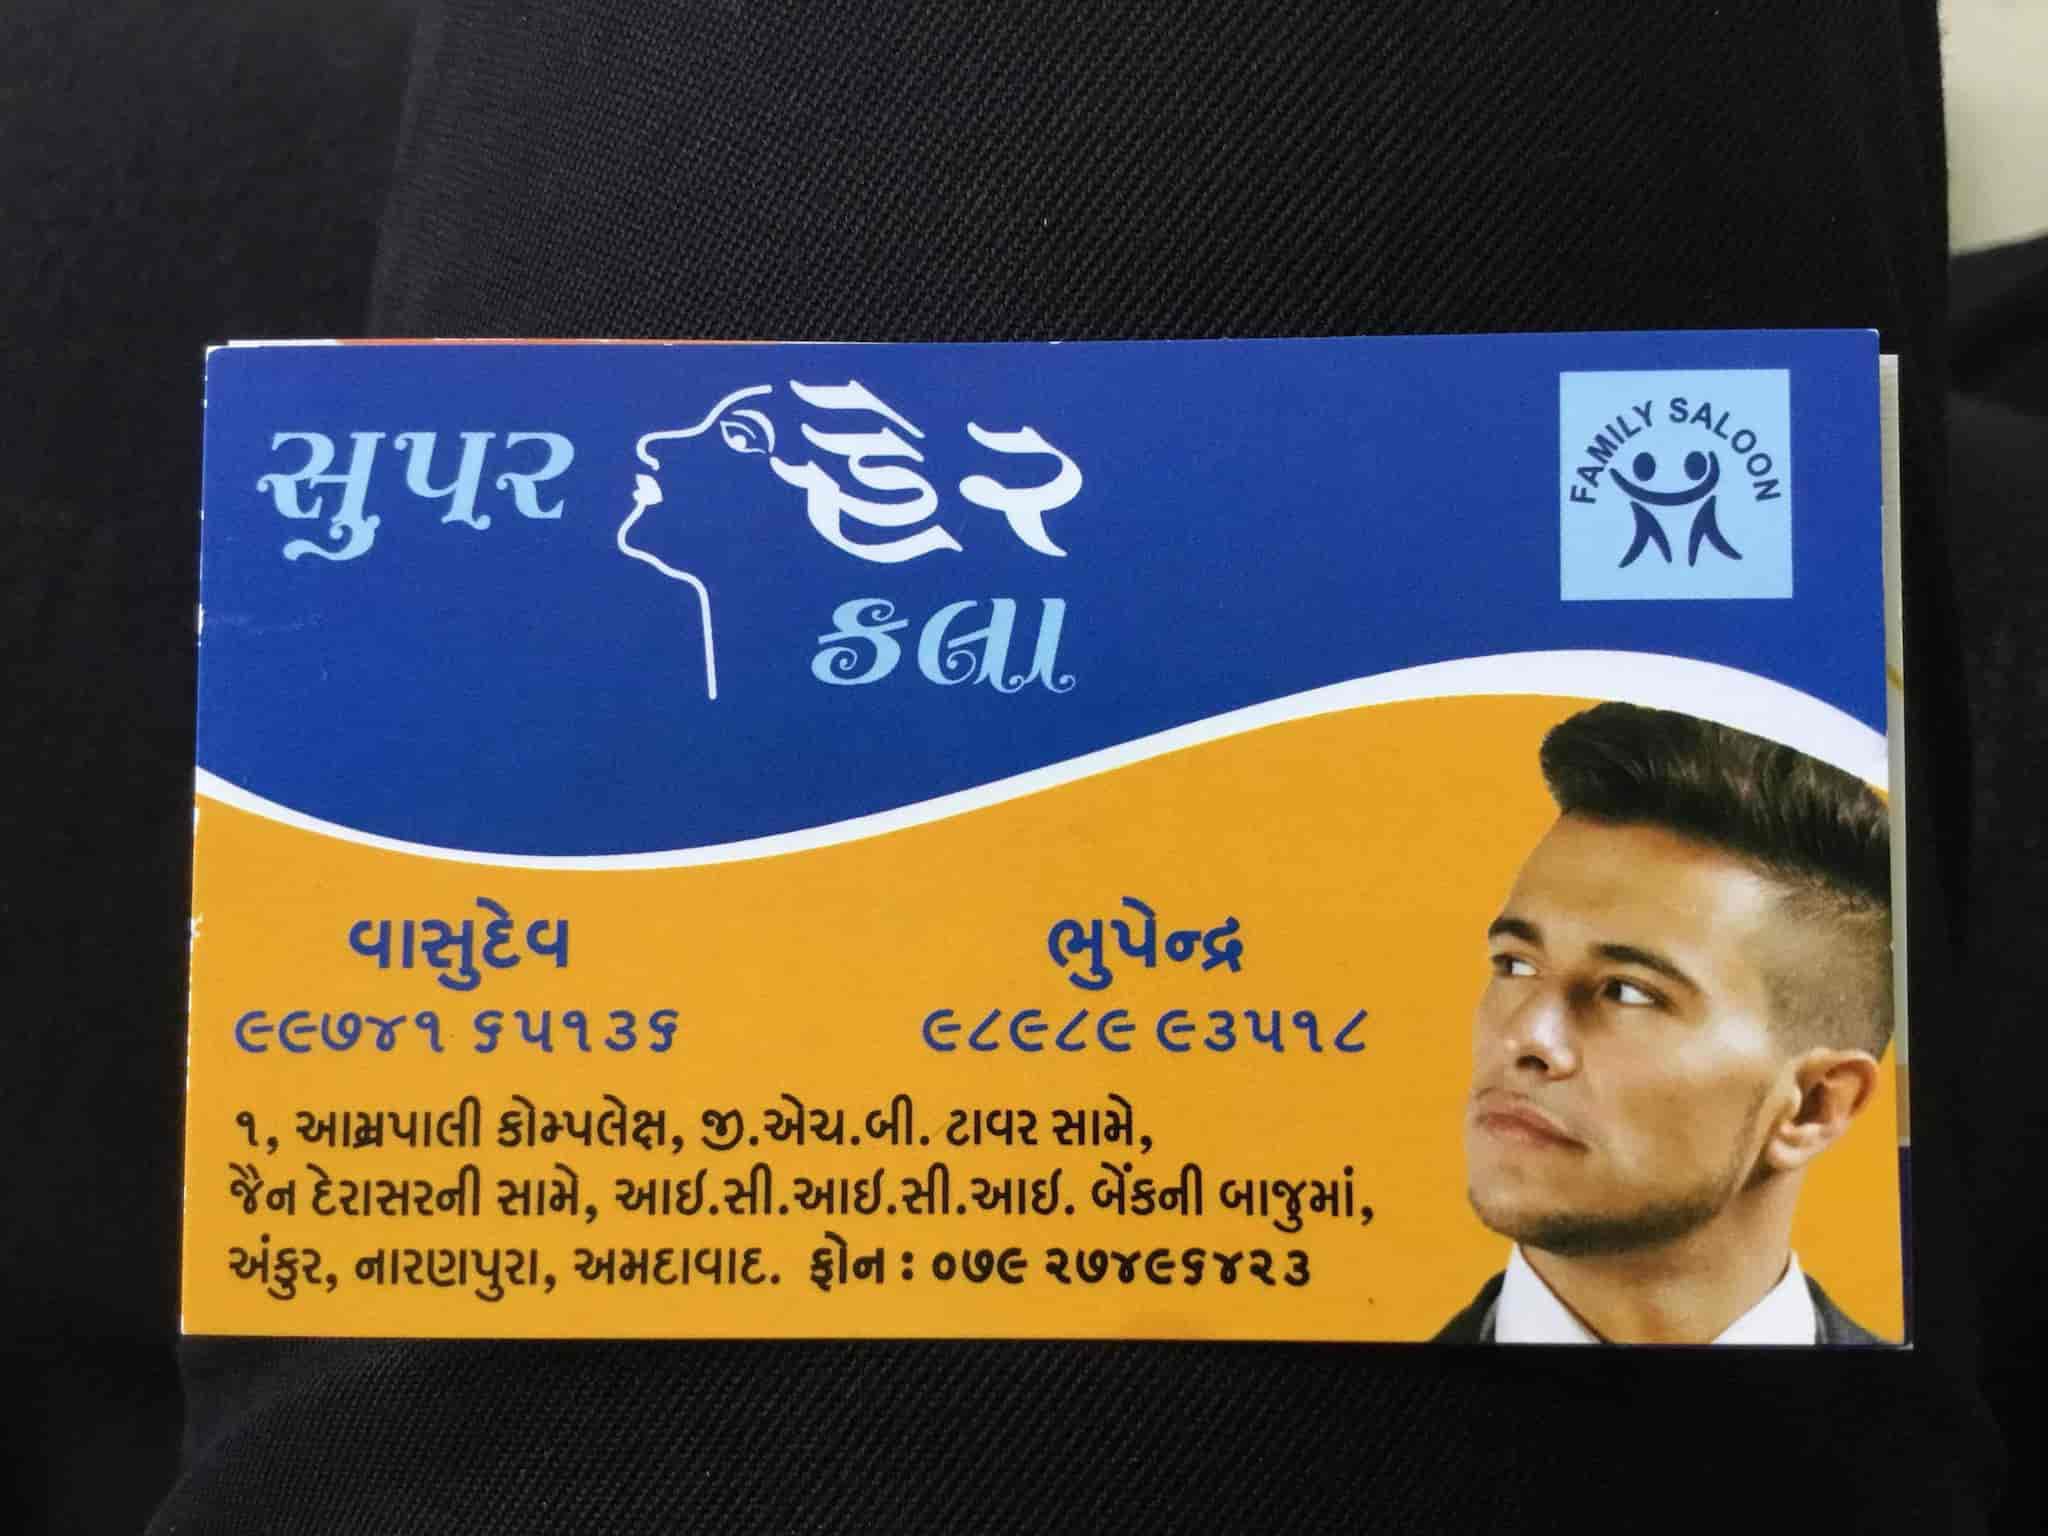 સુપર હેર
કલા
FAMILY SALOON
વાસુદેવ
૯૯૭૪૧ ૬૫૧૩૬
ભુપેન્દ્ર
૯૮૯૮૯ ૯૩૫૧૮
૧, આમ્રપાલી કોમ્પલેક્ષ, જી.એચ.બી. ટાવર સામે,
જૈન દેરાસરની સામે, આઇ.સી.આઇ.સી.આઇ. બેંકની બાજુમાં,
અંકુર, નારણપુરા, અમદાવાદ. ફોન : ૦૭૯ ૨૭૪૯૬૪૨૩